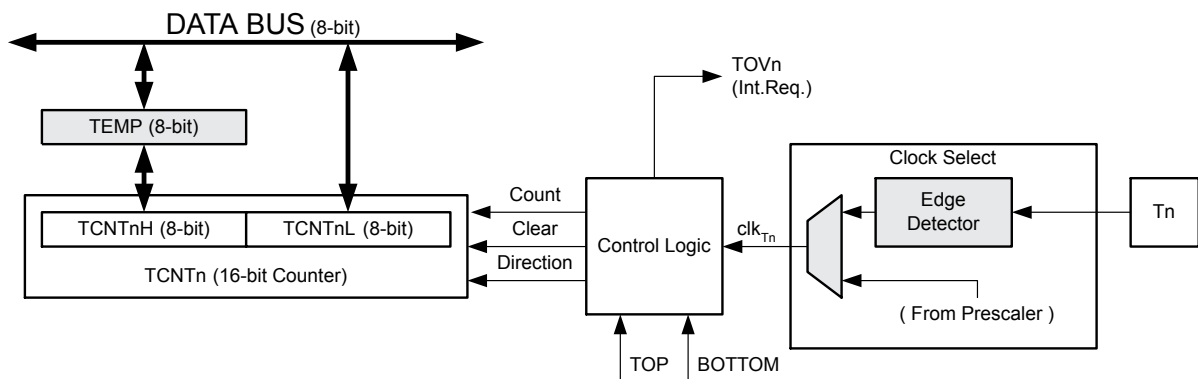 DATA BUS (8-bit)
TOVn
(Int.Req.)
TEMP (8-bit)
Clock Select
Count
Edge
Detector
Tn
TCNTnH (8-bit)
TCNTnL (8-bit)
Clear
Control Logic
clkTn
TCNTn (16-bit Counter)
Direction
( From Prescaler )
TOP
BOTTOM